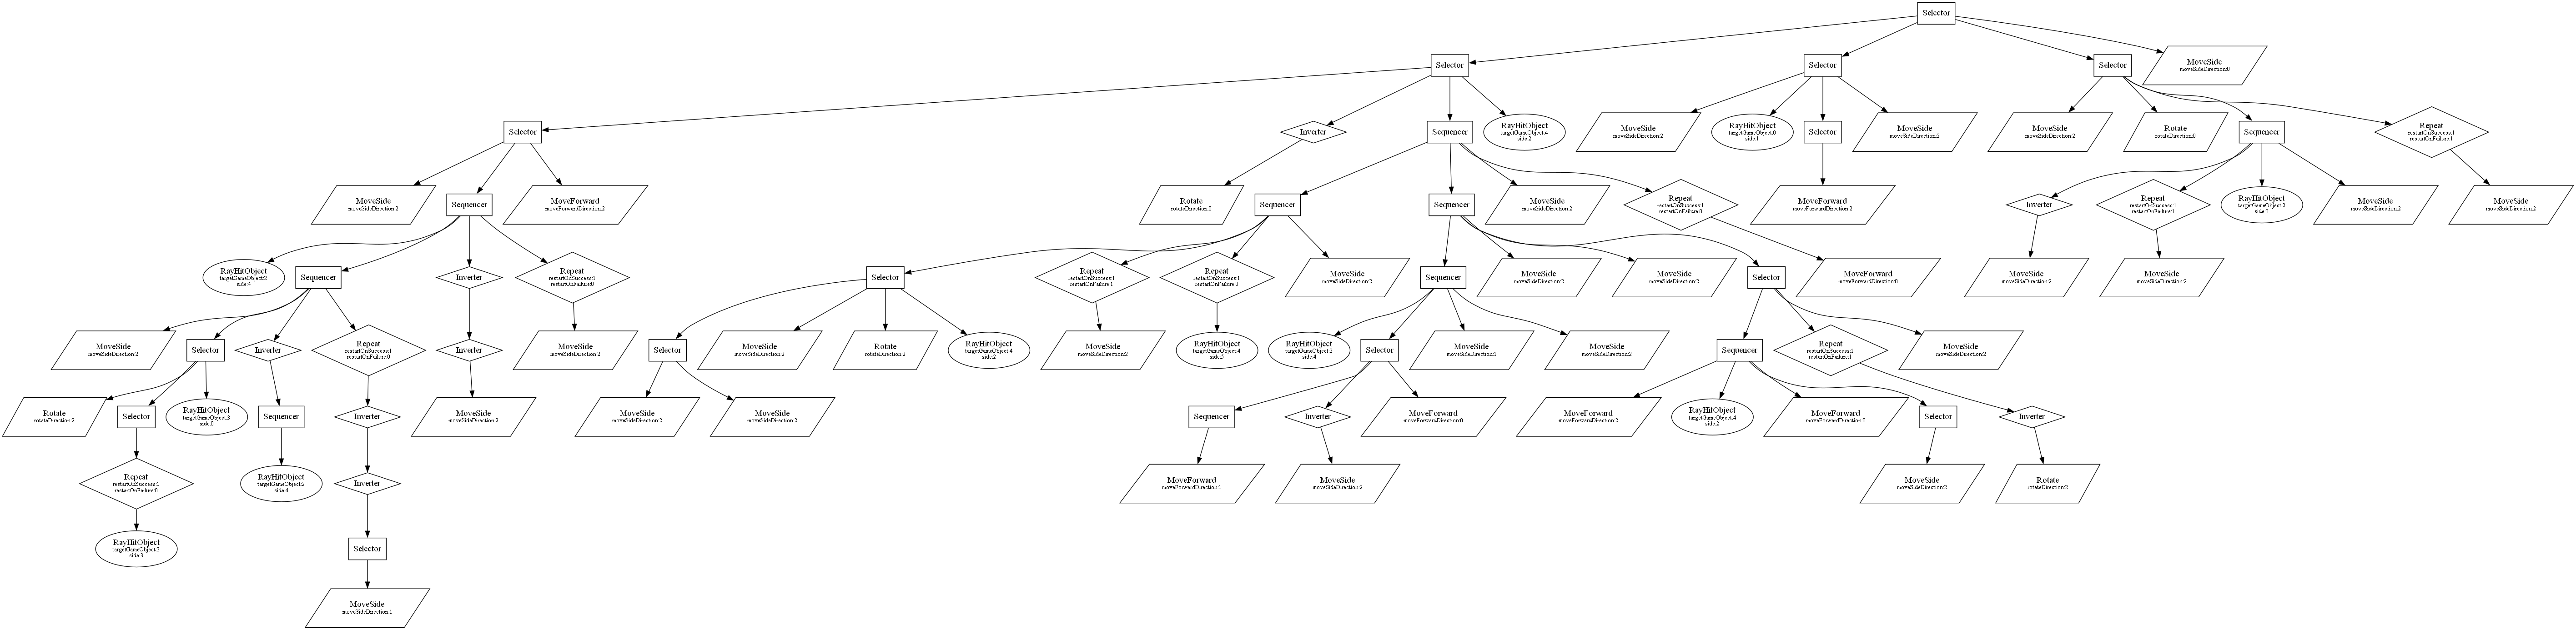 Selector
Selector
Selector
Selector
MoveSide
moveSideDirection:0
Selector
Inverter
Sequencer
RayHitObject
targetGameObject:4
side:2
MoveSide
moveSideDirection:2
RayHitObject
targetGameObject:0
side:1
Selector
MoveSide
moveSideDirection:2
MoveSide
moveSideDirection:2
Rotate
rotateDirection:0
Sequencer
Repeat
restartOnSuccess:1
restartOnFailure:1
MoveSide
moveSideDirection:2
Sequencer
MoveForward
moveForwardDirection:2
Rotate
rotateDirection:0
Sequencer
Sequencer
MoveSide
moveSideDirection:2
Repeat
restartOnSuccess:1
restartOnFailure:0
MoveForward
moveForwardDirection:2
Inverter
Repeat
restartOnSuccess:1
restartOnFailure:1
RayHitObject
targetGameObject:2
side:0
MoveSide
moveSideDirection:2
MoveSide
moveSideDirection:2
RayHitObject
targetGameObject:2
side:4
Sequencer
Inverter
Repeat
restartOnSuccess:1
restartOnFailure:0
Selector
Repeat
restartOnSuccess:1
restartOnFailure:1
Repeat
restartOnSuccess:1
restartOnFailure:0
MoveSide
moveSideDirection:2
Sequencer
MoveSide
moveSideDirection:2
MoveSide
moveSideDirection:2
Selector
MoveForward
moveForwardDirection:0
MoveSide
moveSideDirection:2
MoveSide
moveSideDirection:2
MoveSide
moveSideDirection:2
Selector
Inverter
Repeat
restartOnSuccess:1
restartOnFailure:0
Inverter
MoveSide
moveSideDirection:2
Selector
MoveSide
moveSideDirection:2
Rotate
rotateDirection:2
RayHitObject
targetGameObject:4
side:2
MoveSide
moveSideDirection:2
RayHitObject
targetGameObject:4
side:3
RayHitObject
targetGameObject:2
side:4
Selector
MoveSide
moveSideDirection:1
MoveSide
moveSideDirection:2
Sequencer
Repeat
restartOnSuccess:1
restartOnFailure:1
MoveSide
moveSideDirection:2
Rotate
rotateDirection:2
Selector
RayHitObject
targetGameObject:3
side:0
Sequencer
Inverter
MoveSide
moveSideDirection:2
MoveSide
moveSideDirection:2
MoveSide
moveSideDirection:2
Sequencer
Inverter
MoveForward
moveForwardDirection:0
MoveForward
moveForwardDirection:2
RayHitObject
targetGameObject:4
side:2
MoveForward
moveForwardDirection:0
Selector
Inverter
Repeat
restartOnSuccess:1
restartOnFailure:0
RayHitObject
targetGameObject:2
side:4
Inverter
MoveForward
moveForwardDirection:1
MoveSide
moveSideDirection:2
MoveSide
moveSideDirection:2
Rotate
rotateDirection:2
RayHitObject
targetGameObject:3
side:3
Selector
MoveSide
moveSideDirection:1